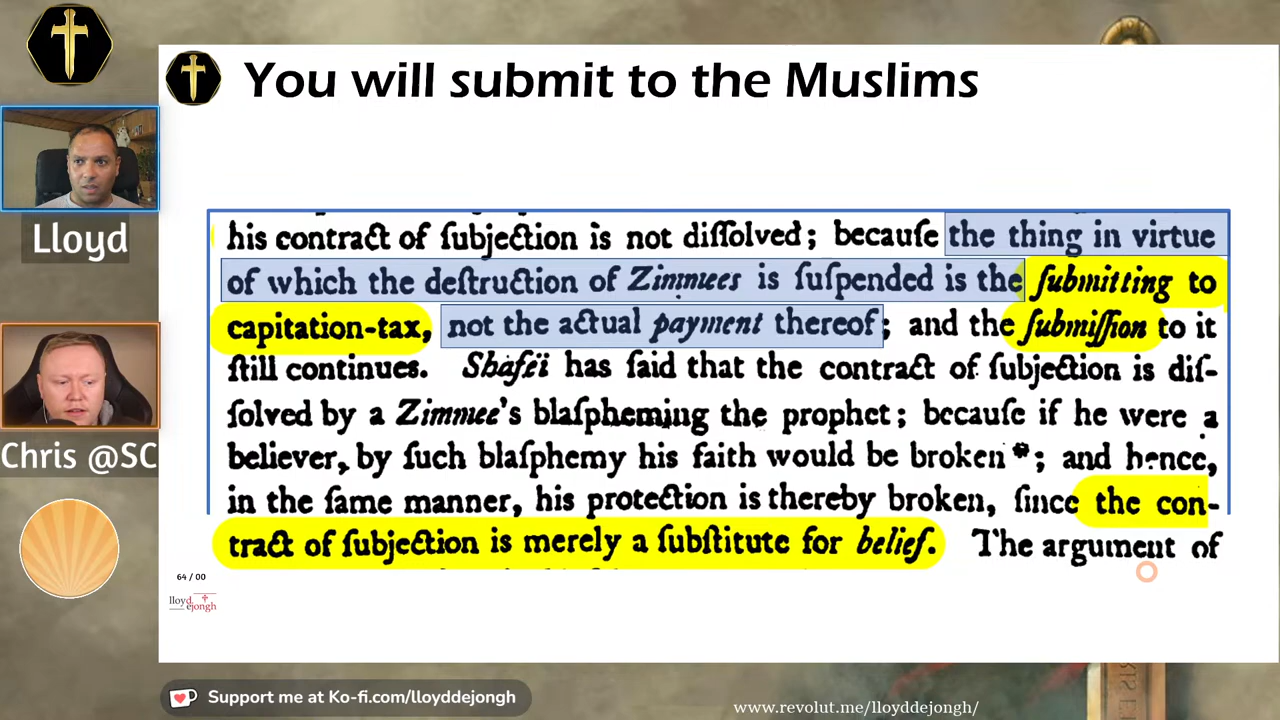 You will submit to the Muslims
Lloyd
Chris @SC
his contract of ſubjection is not diſſolved; becauſe the thing in virtue
of which the deſtruction of Zimmees is ſuſpended is the ſubmitting to
capitation-tax, not the actual payment thereof; and the ſubmiſſion to it
ſtill continues. Shafeï has ſaid that the contract of ſubjection is diſ-
ſolved by a Zimmee's blaſpheming the prophet; becauſe if he were a
believer, by ſuch blaſphemy his faith would be broken*; and hence,
in the ſame manner, his protection is thereby broken, ſince the con-
tract of ſubjection is merely a ſubſtitute for belief. The argument of
64 / 00
lloyd
dejongh
Support me at Ko-fi.com/lloyddejongh
www.revolut.me/lloyddejongh/